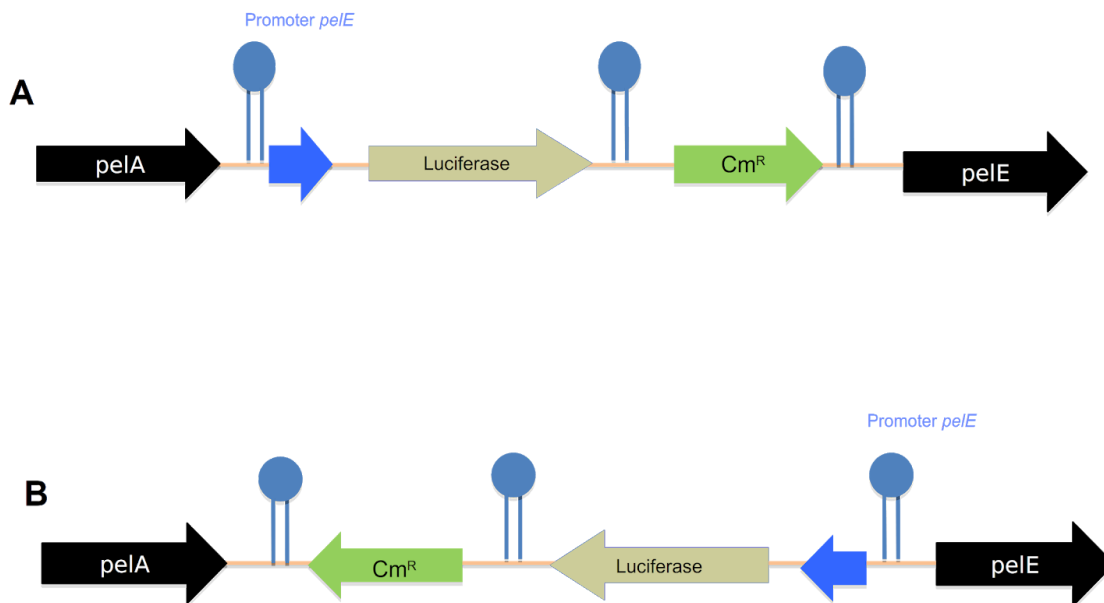 Promoter pelE
A
pelA
Luciferase
Cmᴿ
pelE
Promoter pelE
B
pelA
Cmᴿ
Luciferase
pelE